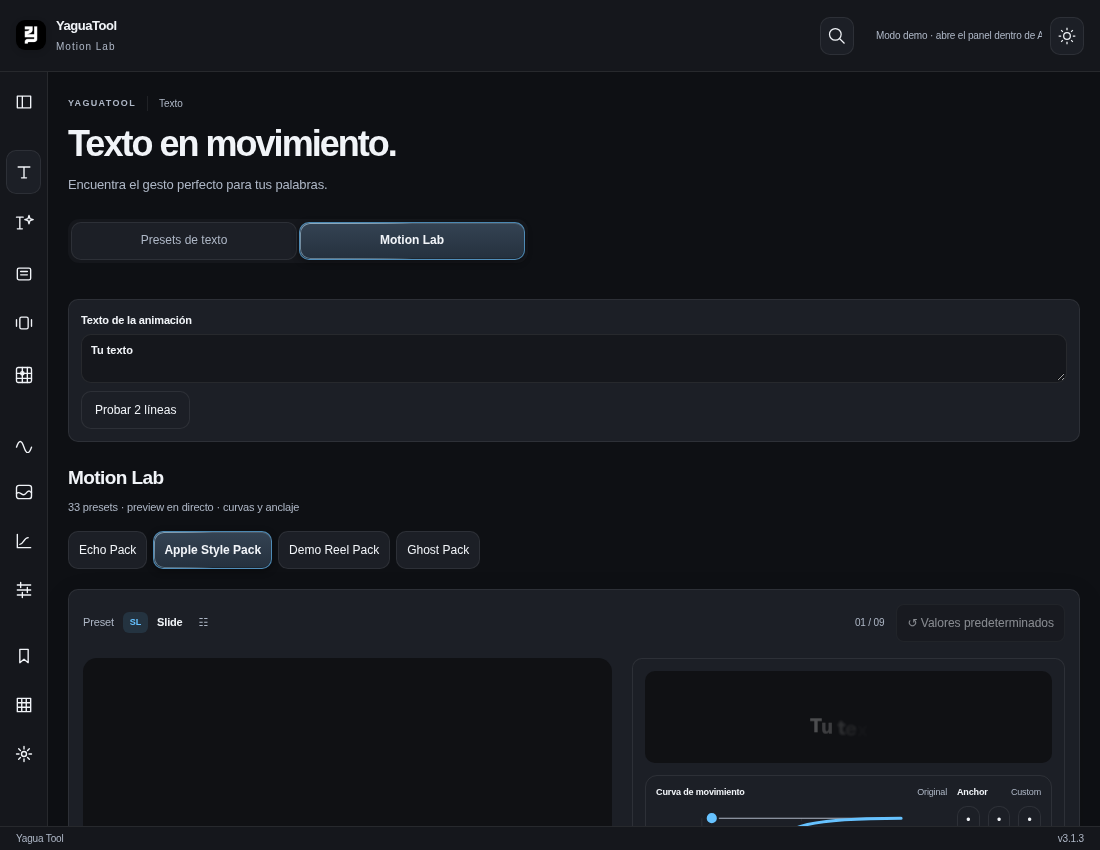 YaguaTool
Motion Lab
Modo demo · abre el panel dentro de A
YAGUATOOL
Texto
Texto en movimiento.
Encuentra el gesto perfecto para tus palabras.
Presets de texto
Motion Lab
Texto de la animación
Tu texto
Probar 2 líneas
Motion Lab
33 presets · preview en directo · curvas y anclaje
Echo Pack
Apple Style Pack
Demo Reel Pack
Ghost Pack
Preset SL Slide
01 / 09
↺ Valores predeterminados
Tu te
Curva de movimiento
Original Anchor Custom
Yagua Tool
v3.1.3